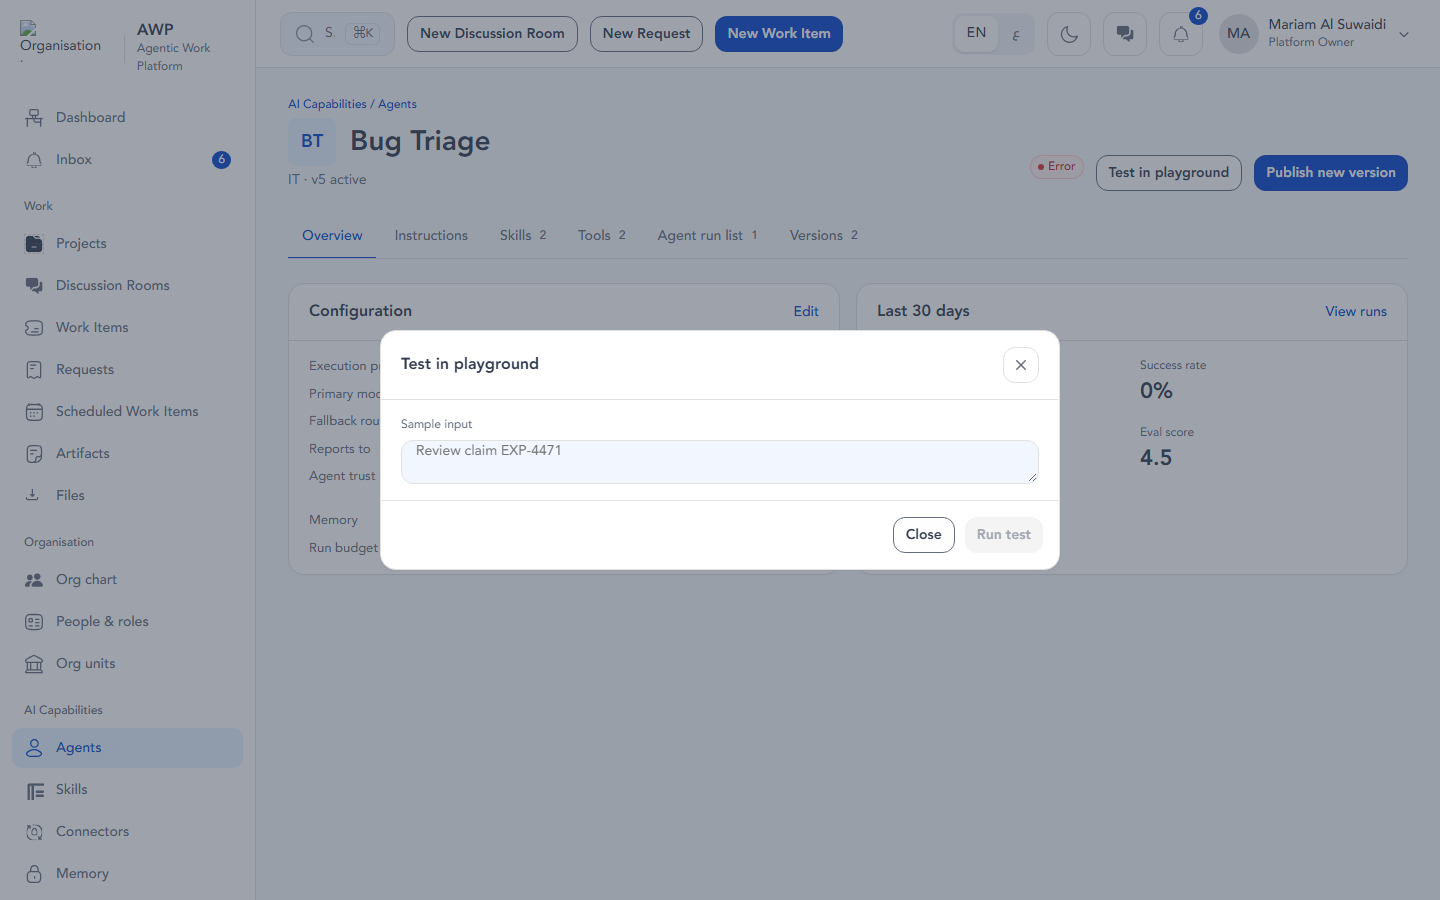 Organisation
AWP
Agentic Work
Platform
S
⌘K
New Discussion Room
New Request
New Work Item
EN
ع
6
MA
Mariam Al Suwaidi
Platform Owner
Dashboard
Inbox
6
Work
Projects
Discussion Rooms
Work Items
Requests
Scheduled Work Items
Artifacts
Files
Organisation
Org chart
People & roles
Org units
AI Capabilities
Agents
Skills
Connectors
Memory
AI Capabilities / Agents
BT
Bug Triage
IT · v5 active
Error
Test in playground
Publish new version
Overview
Instructions
Skills 2
Tools 2
Agent run list 1
Versions 2
Configuration
Edit
Last 30 days
View runs
Reports to
Agent trust
Memory
Run budget
Success rate
0%
Eval score
4.5
Test in playground
Sample input
Review claim EXP-4471
Close
Run test